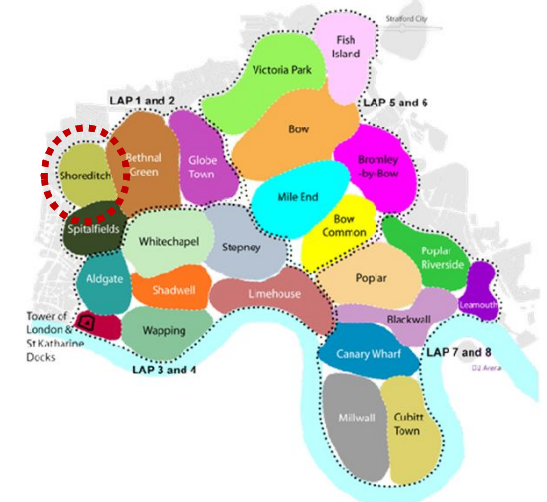 Stratford City
Fish
Island
Victoria Park
LAP 1 and 2
LAP 5 and 6
Bow
Bethnal
Green
Globe
Town
Bromley
-by-Bow
Shoreditch
Mile End
Bow
Common
Spitalfields
Whitechapel
Stepney
Poplar
Riverside
Aldgate
Shadwell
Limehouse
Poplar
Leamouth
Tower of
London &
St Katharine
Docks
Wapping
Blackwall
LAP 3 and 4
Canary Wharf
LAP 7 and 8
O2 Arena
Millwall
Cubitt
Town